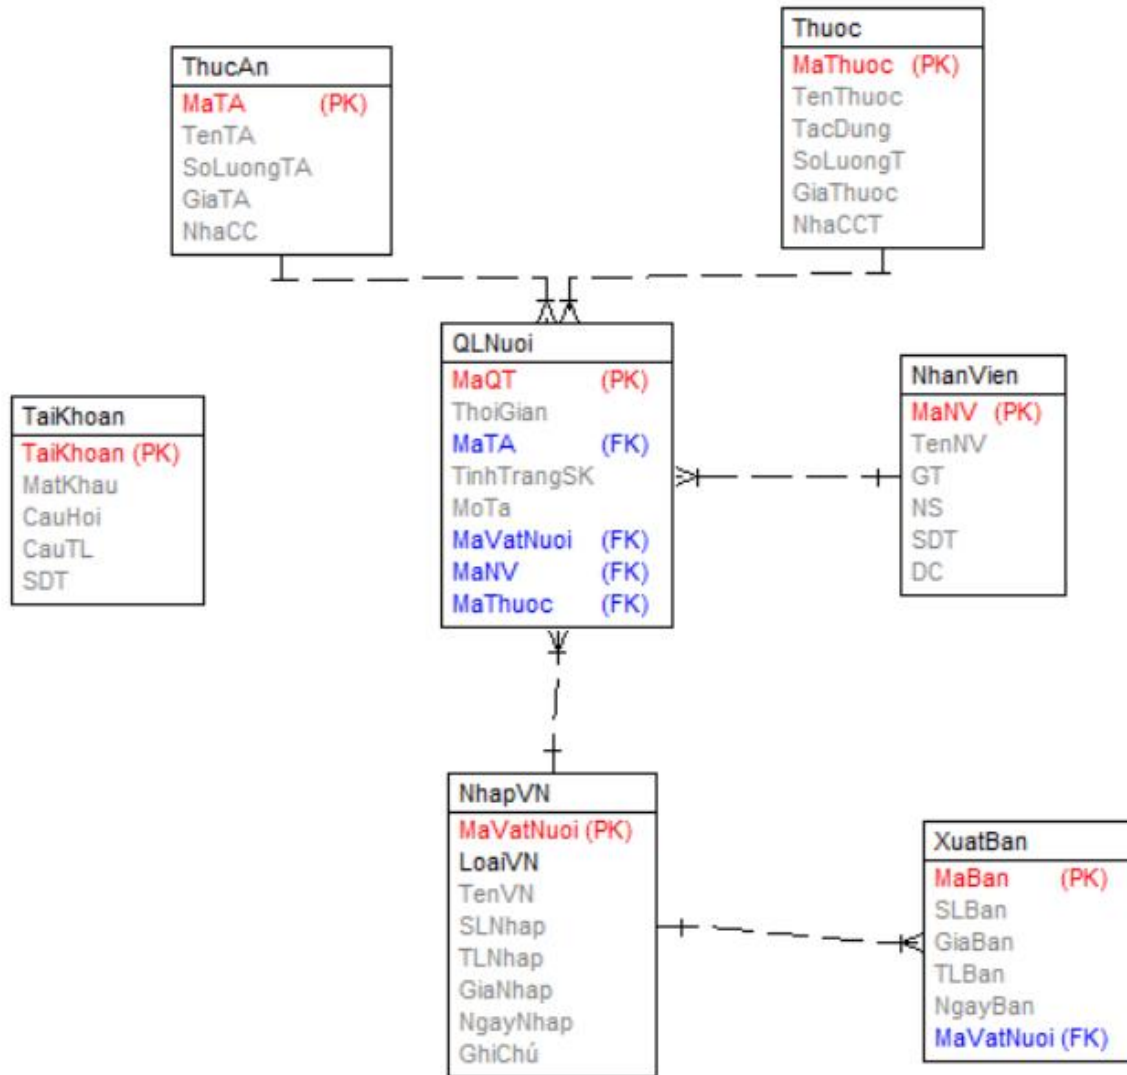 ThucAn
MaTA (PK)
TenTA
SoLuongTA
GiaTA
NhaCC
Thuoc
MaThuoc (PK)
TenThuoc
TacDung
SoLuongT
GiaThuoc
NhaCCT
TaiKhoan
TaiKhoan (PK)
MatKhau
CauHoi
CauTL
SDT
QLNuoi
MaQT (PK)
ThoiGian
MaTA (FK)
TinhTrangSK
MoTa
MaVatNuoi (FK)
MaNV (FK)
MaThuoc (FK)
NhanVien
MaNV (PK)
TenNV
GT
NS
SDT
DC
NhapVN
MaVatNuoi (PK)
LoaiVN
TenVN
SLNhap
TLNhap
GiaNhap
NgayNhap
GhiChú
XuatBan
MaBan (PK)
SLBan
GiaBan
TLBan
NgayBan
MaVatNuoi (FK)